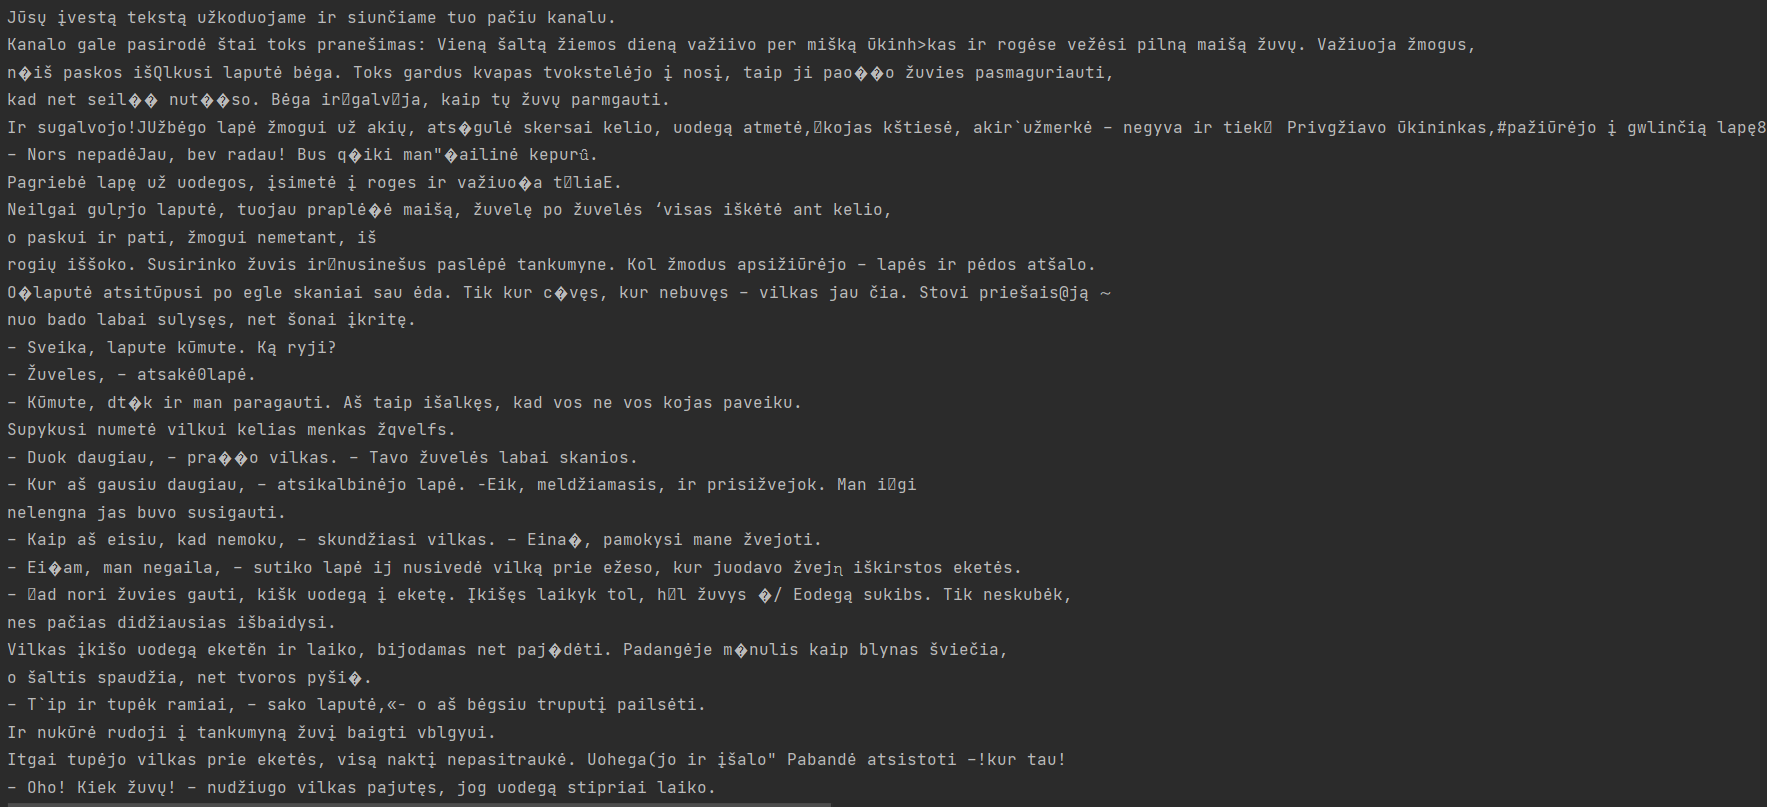 Jūsų įvestą tekstą užkoduojame ir siunčiame tuo pačiu kanalu.
Kanalo gale pasirodė štai toks pranešimas: Vieną šaltą žiemos dieną važiivo per mišką ūkinh>kas ir rogėse vežėsi pilną maišą žuvų. Važiuoja žmogus,
n�iš paskos išQlkusi laputė bėga. Toks gardus kvapas tvokstelėjo į nosį, taip ji pao��o žuvies pasmaguriauti,
kad net seil�� nut��so. Bėga ir galv ja, kaip tų žuvų parmgauti.
Ir sugalvojo!JUžbėgo lapė žmogui už akių, ats�gulė skersai kelio, uodegą atmetė, kojas kštiesė, akir`užmerkė – negyva ir tiek  Privgžiavo ūkininkas,#pažiūrėjo į gwlinčią lapę8
– Nors nepadėJau, bev radau! Bus q�iki man"�ailinė kepurȗ.
Pagriebė lapę už uodegos, įsimetė į roges ir važiuo�a t liaE.
Neilgai gulŗjo laputė, tuojau praplė�ė maišą, žuvelę po žuvelės ‘visas iškėtė ant kelio,
o paskui ir pati, žmogui nemetant, iš
rogių iššoko. Susirinko žuvis ir nusinešus paslėpė tankumyne. Kol žmodus apsižiūrėjo – lapės ir pėdos atšalo.
O�laputė atsitūpusi po egle skaniai sau ėda. Tik kur c�vęs, kur nebuvęs – vilkas jau čia. Stovi priešais@ją ~
nuo bado labai sulysęs, net šonai įkritę.
– Sveika, lapute kūmute. Ką ryji?
– Žuveles, – atsakė0lapė.
– Kūmute, dt�k ir man paragauti. Aš taip išalkęs, kad vos ne vos kojas paveiku.
Supykusi numetė vilkui kelias menkas žqvelfs.
– Duok daugiau, – pra��o vilkas. – Tavo žuvelės labai skanios.
– Kur aš gausiu daugiau, – atsikalbinėjo lapė. -Eik, meldžiamasis, ir prisižvejok. Man i gi
nelengna jas buvo susigauti.
– Kaip aš eisiu, kad nemoku, – skundžiasi vilkas. – Eina�, pamokysi mane žvejoti.
– Ei�am, man negaila, – sutiko lapė ij nusivedė vilką prie ežeso, kur juodavo žvejƞ iškirstos eketės.
– ad nori žuvies gauti, kišk uodegą į eketę. Įkišęs laikyk tol, h l žuvys �/ Eodegą sukibs. Tik neskubėk,
nes pačias didžiausias išbaidysi.
Vilkas įkišo uodegą eketĕn ir laiko, bijodamas net paj�dėti. Padangėje m�nulis kaip blynas šviečia,
o šaltis spaudžia, net tvoros pyši�.
– T`ip ir tupėk ramiai, – sako laputė,«- o aš bėgsiu truputį pailsėti.
Ir nukūrė rudoji į tankumyną žuvį baigti vblgyui.
Itgai tupėjo vilkas prie eketės, visą naktį nepasitraukė. Uohega(jo ir įšalo" Pabandė atsistoti –!kur tau!
– Oho! Kiek žuvų! – nudžiugo vilkas pajutęs, jog uodegą stipriai laiko.